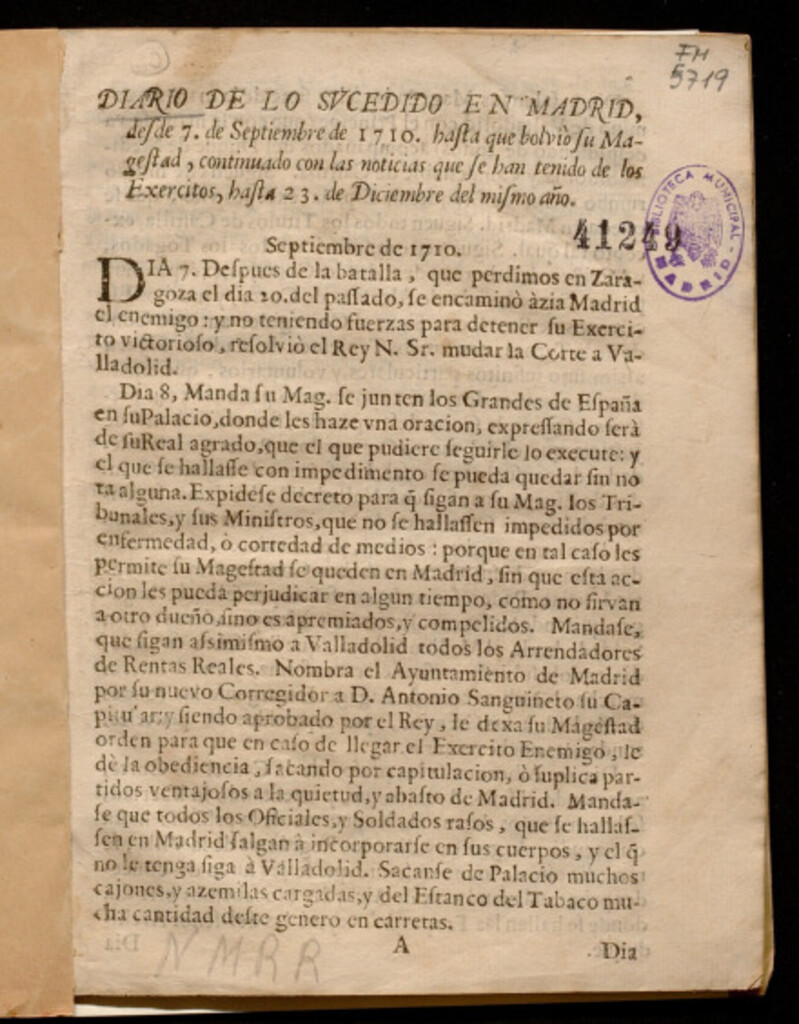 FM
5719
DIARIO DE LO SVCEDIDO EN MADRID,
desde 7. de Septiembre de 1710. hasta que bolviò su Ma-
gestad, continuado con las noticias que se han tenido de los
Exercitos, hasta 23. de Diciembre del mismo año.
BIBLIOTECA MUNICIPAL
MADRID
41249
Septiembre de 1710.
DIA 7. Despues de la batalla, que perdimos en Zara-
goza el dia 20. del passado, se encaminò àzia Madrid
el enemigo: y no teniendo fuerzas para detener su Exerci-
to victorioso, resolviò el Rey N. Sr. mudar la Corte a Va-
lladolid.
Dia 8, Manda su Mag. se junten los Grandes de España
en suPalacio, donde les haze vna oracion, expressando serà
de suReal agrado, que el que pudiere seguirle lo execute: y
el que se hallasse con impedimento se pueda quedar sin no
ta alguna. Expidese decreto para q̃ sigan a su Mag. los Tri-
bunales, y sus Ministros, que no se hallassen impedidos por
enfermedad, ò cortedad de medios: porque en tal caso les
permite su Magestad se queden en Madrid, sin que esta ac-
cion les pueda perjudicar en algun tiempo, como no sirvan
a otro dueño, sino es apremiados, y compelidos. Mandase,
que sigan assimismo a Valladolid todos los Arrendadores
de Rentas Reales. Nombra el Ayuntamiento de Madrid
por su nuevo Corregidor a D. Antonio Sanguineto su Ca-
pitular: y siendo aprobado por el Rey, le dexa su Magestad
orden para que en caso de llegar el Exercito Enemigo, le
dè la obediencia, sacando por capitulacion, ò suplica par-
tidos ventajosos a la quietud, y abasto de Madrid. Manda-
se que todos los Oficiales, y Soldados rasos, que se hallas-
sen en Madrid salgan à incorporarse en sus cuerpos, y el q̃
no le tenga siga à Valladolid. Sacanse de Palacio muchos
cajones, y azemilas cargadas, y del Estanco del Tabaco mu-
cha cantidad deste genero en carretas.
A
Dia
NMRR